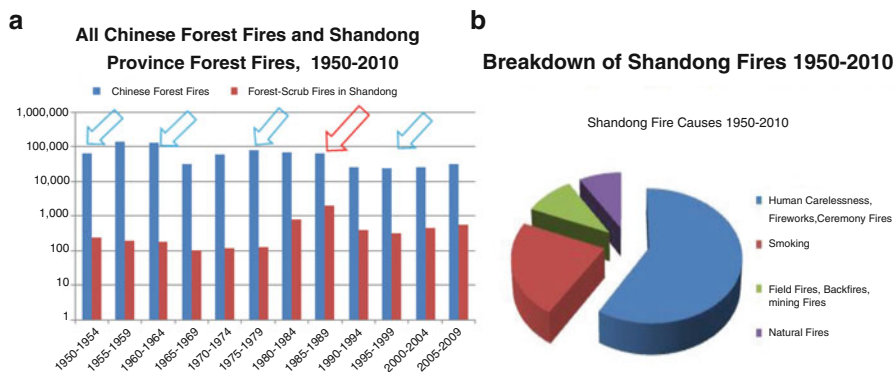 a
All Chinese Forest Fires and Shandong
Province Forest Fires, 1950-2010
Chinese Forest Fires
Forest-Scrub Fires in Shandong
1,000,000
100,000
10,000
1,000
100
10
1
1950-1954
1955-1959
1960-1964
1965-1969
1970-1974
1975-1979
1980-1984
1985-1989
1990-1994
1995-1999
2000-2004
2005-2009
b
Breakdown of Shandong Fires 1950-2010
Shandong Fire Causes 1950-2010
Human Carelessness,
Fireworks,Ceremony Fires
Smoking
Field Fires, Backfires,
mining Fires
Natural Fires